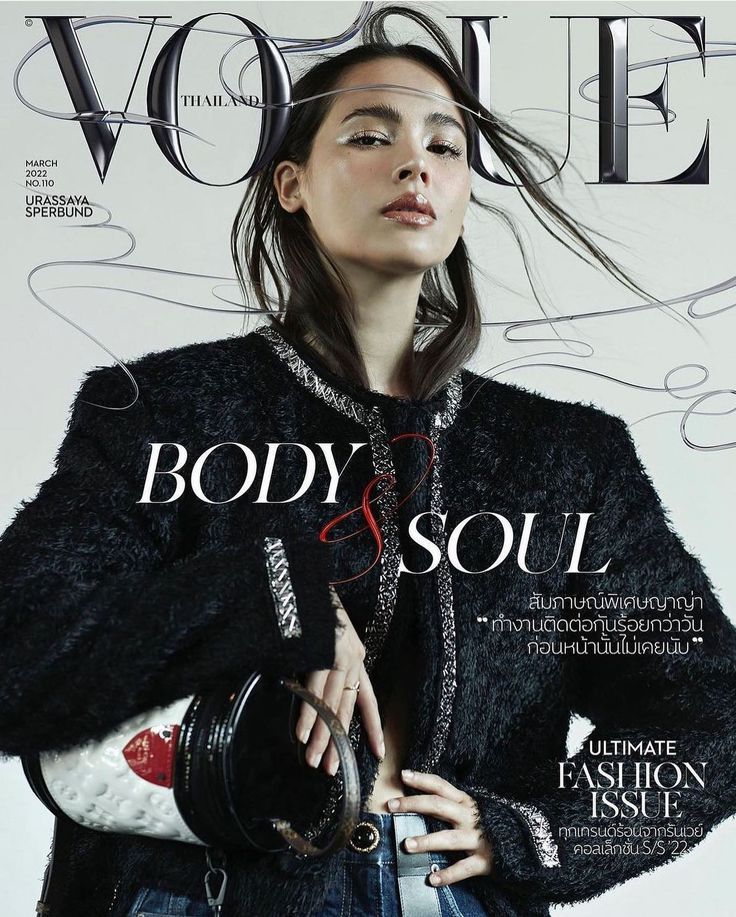 ©
VOGUE
THAILAND
MARCH
2022
NO.110
URASSAYA
SPERBUND
BODY
&
SOUL
สัมภาษณ์พิเศษญาญ่า
“ทำงานติดต่อกันร้อยกว่าวัน
ก่อนหน้านั้นไม่เคยนับ”
ULTIMATE
FASHION
ISSUE
ทุกเทรนด์ร้อนจากรันเวย์
คอลเล็กชั่น S/S ’22